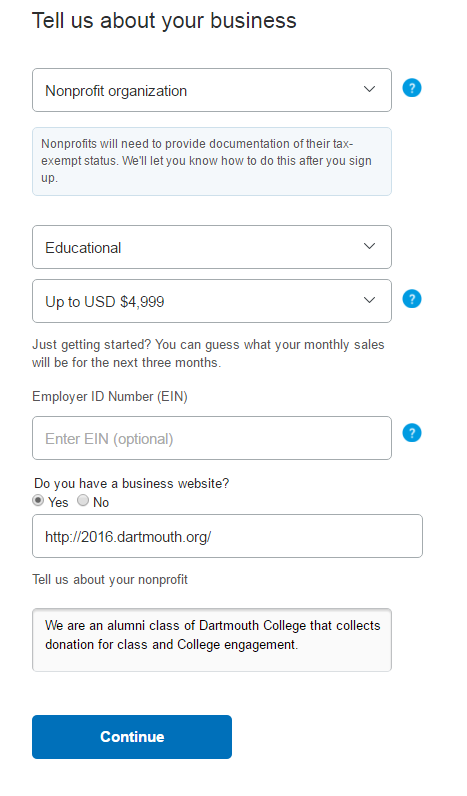 Tell us about your business
Nonprofit organization
?
Nonprofits will need to provide documentation of their tax-
exempt status. We'll let you know how to do this after you sign
up.
Educational
Up to USD $4,999
?
Just getting started? You can guess what your monthly sales
will be for the next three months.
Employer ID Number (EIN)
Enter EIN (optional)
?
Do you have a business website?
Yes No
http://2016.dartmouth.org/
Tell us about your nonprofit
We are an alumni class of Dartmouth College that collects
donation for class and College engagement.
Continue